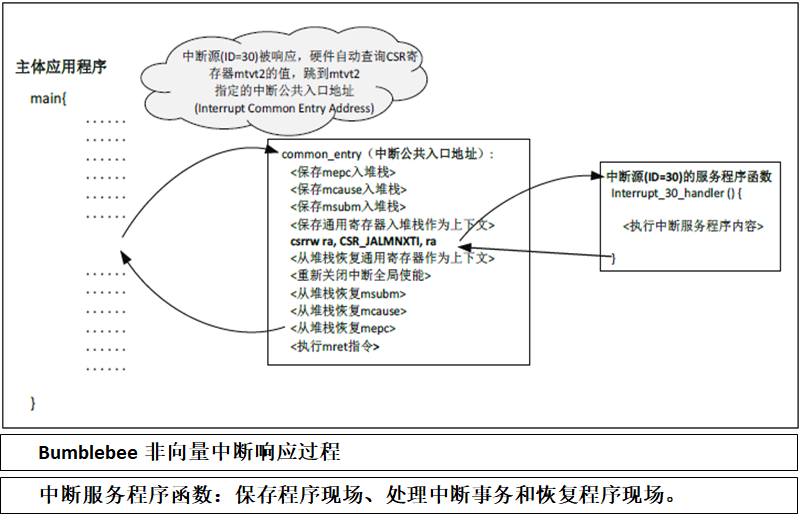 主体应用程序
main{
······
······
······
······
······
······
······
······
······
······
······
······
}
中断源(ID=30)被响应，硬件自动查询CSR寄
存器mtvt2的值，跳到mtvt2
指定的中断公共入口地址
(Interrupt Common Entry Address)
common_entry（中断公共入口地址）:
<保存mepc入堆栈>
<保存mcause入堆栈>
<保存msubm入堆栈>
<保存通用寄存器入堆栈作为上下文>
csrrw ra, CSR_JALMNXTI, ra
<从堆栈恢复通用寄存器作为上下文>
<重新关闭中断全局使能>
<从堆栈恢复msubm>
<从堆栈恢复mcause>
<从堆栈恢复mepc>
<执行mret指令>
中断源(ID=30)的服务程序函数
Interrupt_30_handler () {
<执行中断服务程序内容>
}
Bumblebee 非向量中断响应过程
中断服务程序函数：保存程序现场、处理中断事务和恢复程序现场。